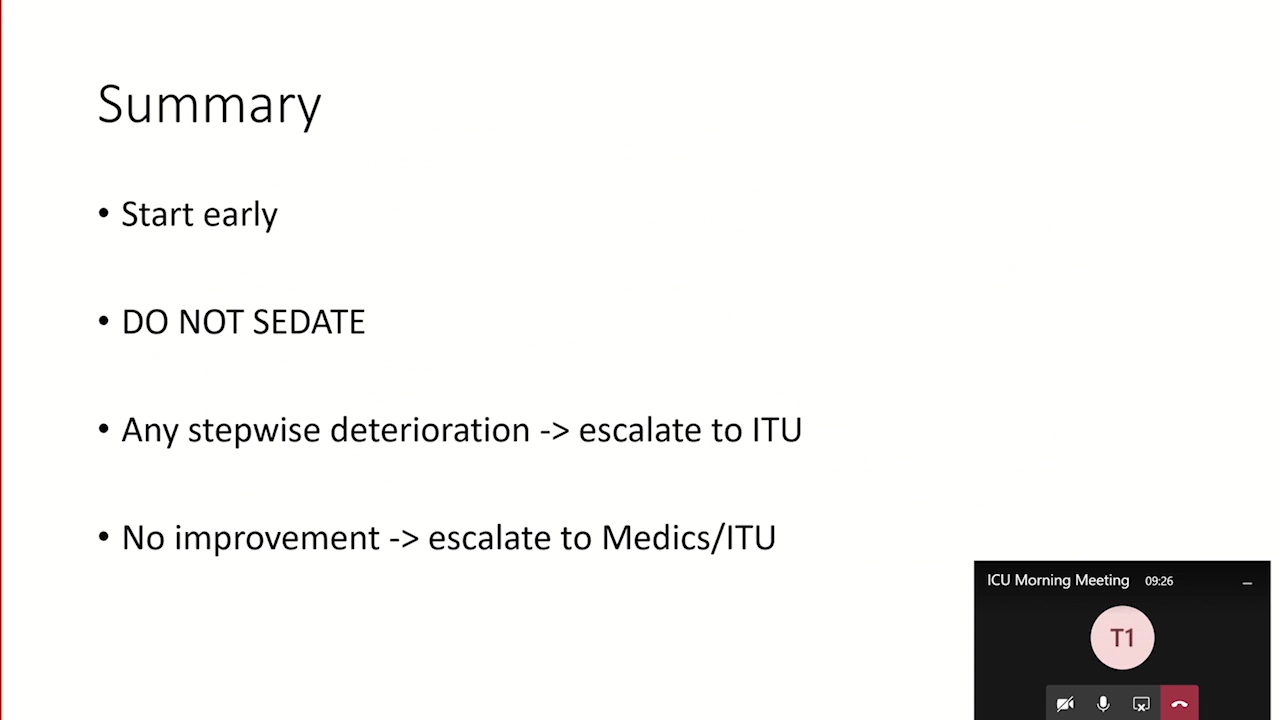 Summary
• Start early
• DO NOT SEDATE
• Any stepwise deterioration -> escalate to ITU
• No improvement -> escalate to Medics/ITU
ICU Morning Meeting 09:26
T1